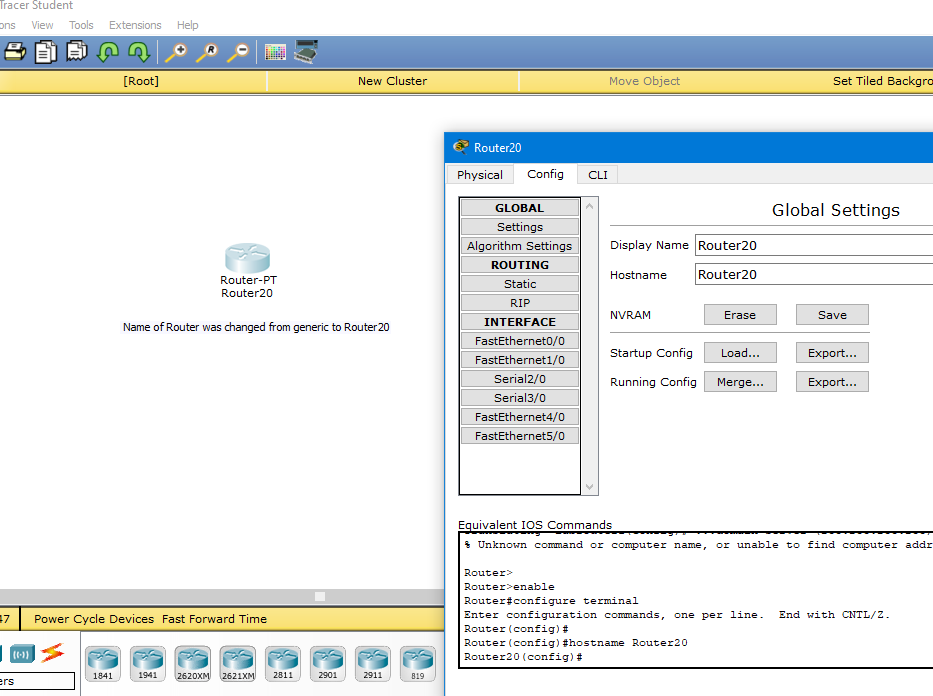 Tracer Student
ons View Tools Extensions Help
[Root] New Cluster Move Object Set Tiled Backgro
Router20
Physical Config CLI
GLOBAL
Settings
Algorithm Settings
ROUTING
Static
RIP
INTERFACE
FastEthernet0/0
FastEthernet1/0
Serial2/0
Serial3/0
FastEthernet4/0
FastEthernet5/0
Global Settings
Display Name Router20
Hostname Router20
NVRAM Erase Save
Startup Config Load... Export...
Running Config Merge... Export...
Router-PT
Router20
Name of Router was changed from generic to Router20
Equivalent IOS Commands
% Unknown command or computer name, or unable to find computer addr
Router>
Router>enable
Router#configure terminal
Enter configuration commands, one per line. End with CNTL/Z.
Router(config)#
Router(config)#hostname Router20
Router20(config)#
47 Power Cycle Devices Fast Forward Time
1841 1941 2620XM 2621XM 2811 2901 2911 819
ers